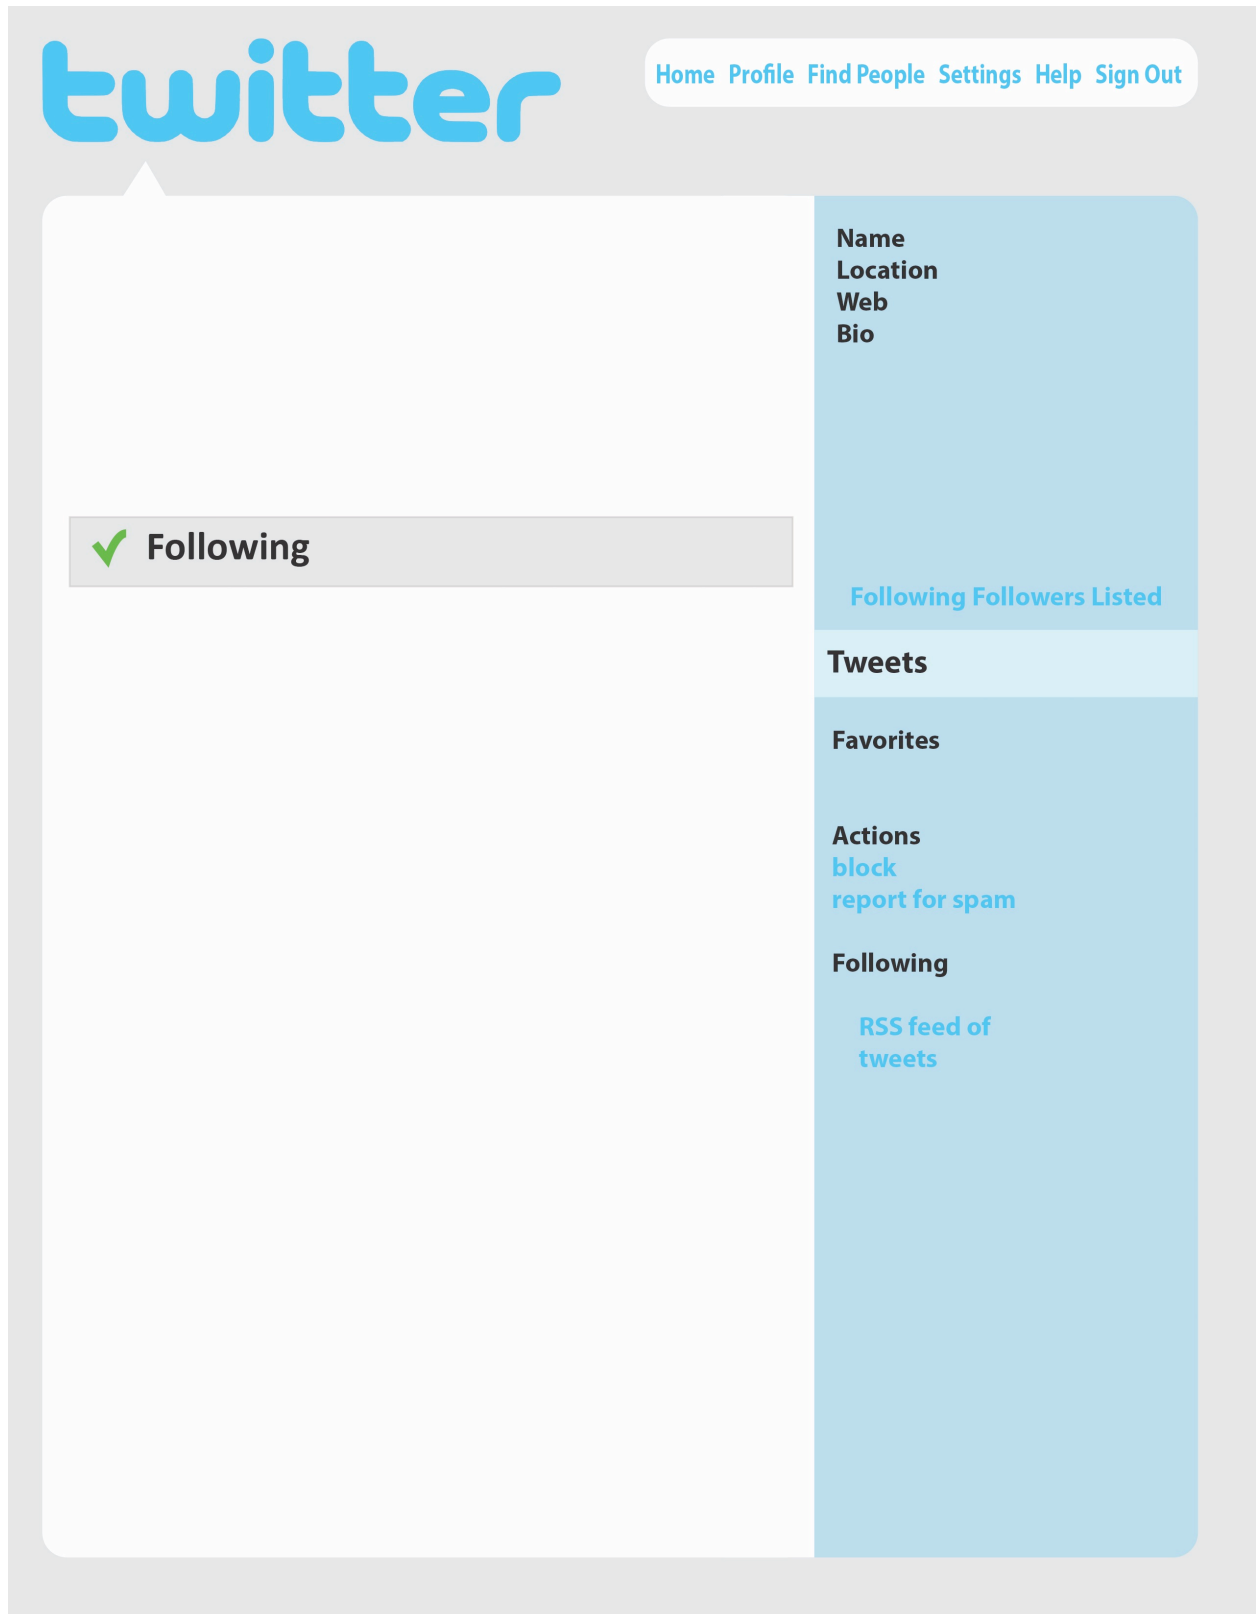 twitter
Home Profile Find People Settings Help Sign Out
Following
Name
Location
Web
Bio
Following Followers Listed
Tweets
Favorites
Actions
block
report for spam
Following
RSS feed of
tweets